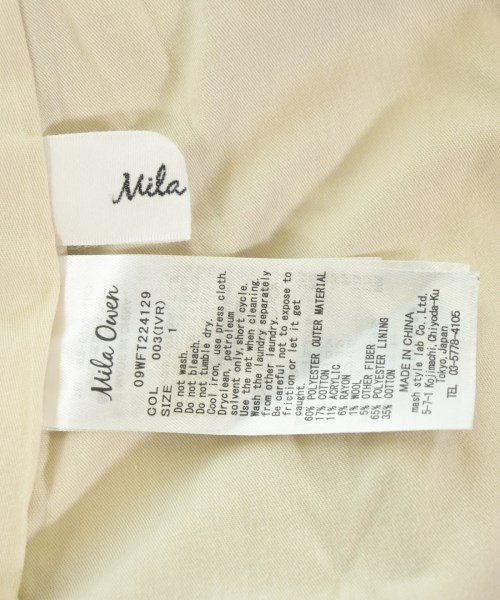 Mila
Mila Owen
09WFT224129
COL 003(IVR)
SIZE 1
Do not wash.
Do not bleach.
Do not tumble dry.
Cool iron, use press cloth.
Dryclean, petroleum
solvent only, short cycle.
Use the net when cleaning.
Wash the laundry separately
from other laundry.
Be careful not to expose to
friction or let it get
caught.
60% POLYESTER OUTER MATERIAL
17% COTTON
11% ACRYLIC
6% RAYON
1% WOOL
5% OTHER FIBER
65% POLYESTER LINING
35% COTTON
MADE IN CHINA
mash style lab Co., Ltd.
5-7-1 Kojimachi, Chiyoda-Ku
Tokyo, Japan
TEL 03-5778-4105